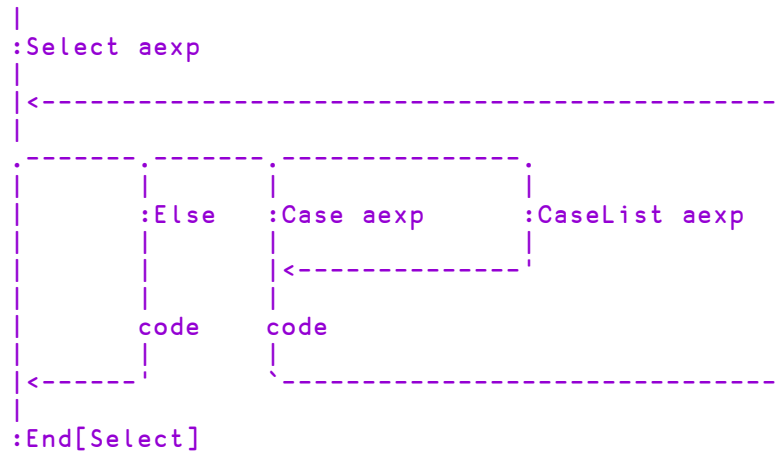 :Select aexp
:Else :Case aexp :CaseList aexp
code code
:End[Select]